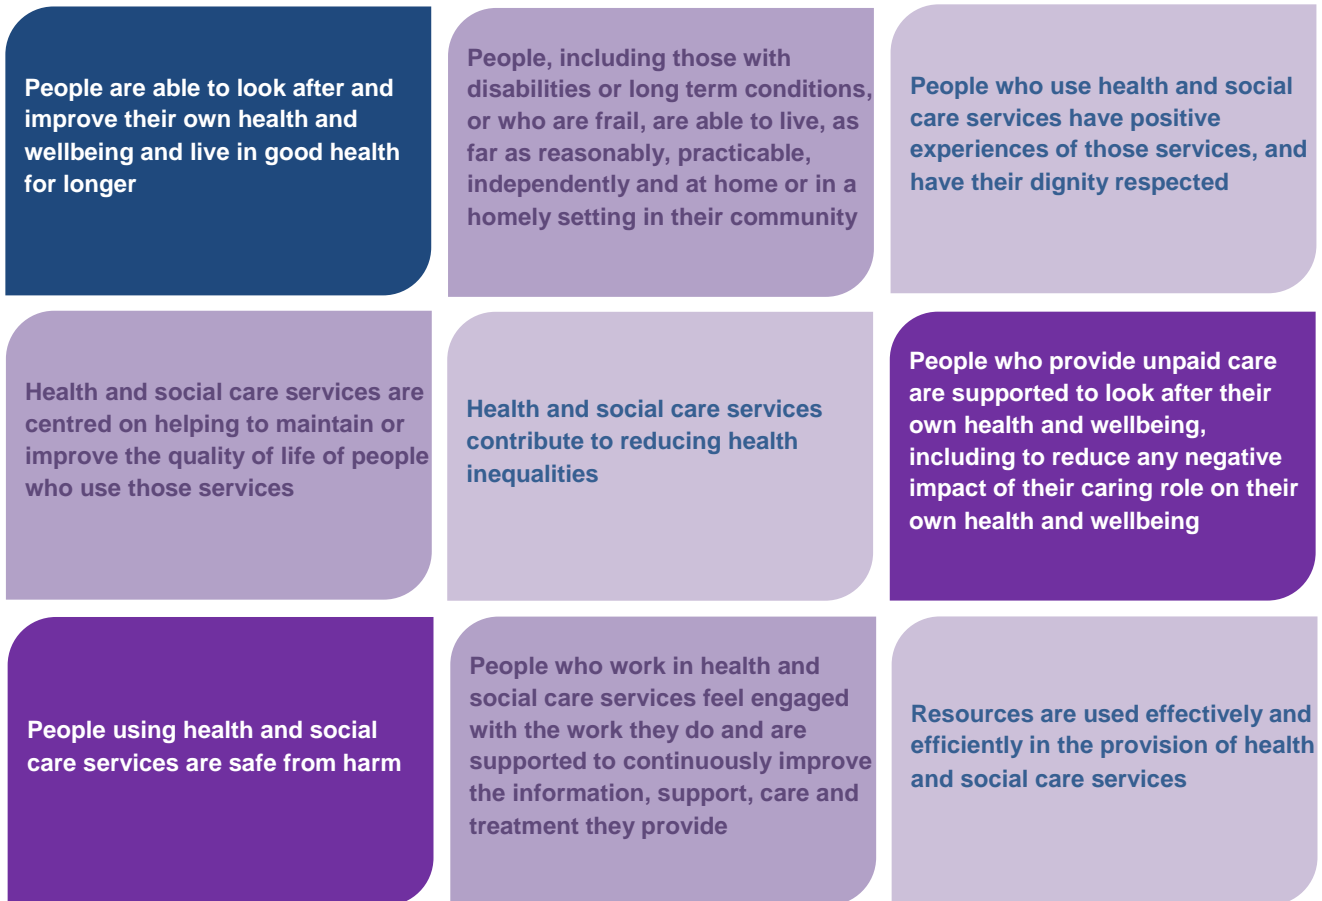 People are able to look after and
improve their own health and
wellbeing and live in good health
for longer
People, including those with
disabilities or long term conditions,
or who are frail, are able to live, as
far as reasonably, practicable,
independently and at home or in a
homely setting in their community
People who use health and social
care services have positive
experiences of those services, and
have their dignity respected
Health and social care services are
centred on helping to maintain or
improve the quality of life of people
who use those services
Health and social care services
contribute to reducing health
inequalities
People who provide unpaid care
are supported to look after their
own health and wellbeing,
including to reduce any negative
impact of their caring role on their
own health and wellbeing
People using health and social
care services are safe from harm
People who work in health and
social care services feel engaged
with the work they do and are
supported to continuously improve
the information, support, care and
treatment they provide
Resources are used effectively and
efficiently in the provision of health
and social care services